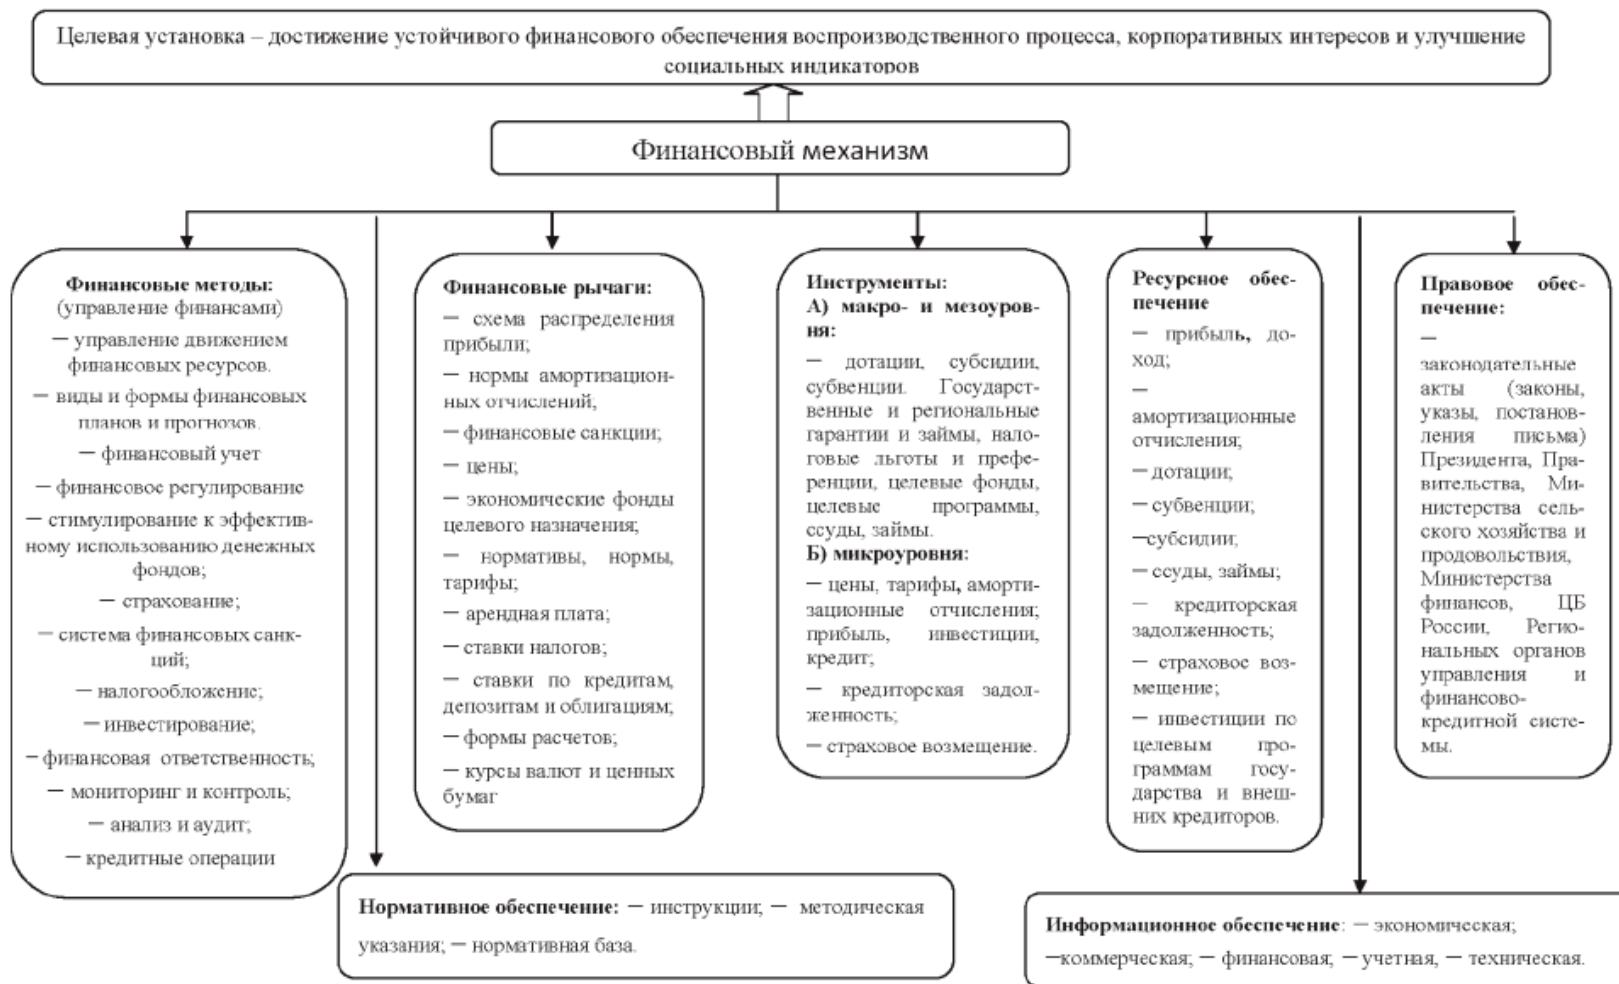 Целевая установка – достижение устойчивого финансового обеспечения воспроизводственного процесса, корпоративных интересов и улучшение
социальных индикаторов
Финансовый механизм
Финансовые методы:
(управление финансами)
— управление движением
финансовых ресурсов.
— виды и формы финансовых
планов и прогнозов.
— финансовый учет
— финансовое регулирование
— стимулирование к эффектив-
ному использованию денежных
фондов;
— страхование;
— система финансовых санк-
ций;
— налогообложение;
— инвестирование;
— финансовая ответственность;
— мониторинг и контроль;
— анализ и аудит;
— кредитные операции
Финансовые рычаги:
— схема распределения
прибыли;
— нормы амортизацион-
ных отчислений;
— финансовые санкции;
— цены;
— экономические фонды
целевого назначения;
— нормативы, нормы,
тарифы;
— арендная плата;
— ставки налогов;
— ставки по кредитам,
депозитам и облигациям;
— формы расчетов;
— курсы валют и ценных
бумаг
Инструменты:
А) макро- и мезоуров-
ня:
— дотации, субсидии,
субвенции. Государст-
венные и региональные
гарантии и займы, нало-
говые льготы и префе-
ренции, целевые фонды,
целевые программы,
ссуды, займы.
Б) микроуровня:
— цены, тарифы, аморти-
зационные отчисления;
прибыль, инвестиции,
кредит;
— кредиторская задол-
женность;
— страховое возмещение.
Ресурсное обес-
печение
— прибыль, до-
ход;
—
амортизационные
отчисления;
— дотации;
— субвенции;
—субсидии;
— ссуды, займы;
— кредиторская
задолженность;
— страховое воз-
мещение;
— инвестиции по
целевым про-
граммам госу-
дарства и внеш-
них кредиторов.
Правовое обес-
печение:
—
законодательные
акты (законы,
указы, постанов-
ления письма)
Президента, Пра-
вительства, Ми-
нистерства сель-
ского хозяйства и
продовольствия,
Министерства
финансов, ЦБ
России, Регио-
нальных органов
управления и
финансово-
кредитной систе-
мы.
Нормативное обеспечение: — инструкции; — методическая
указания; — нормативная база.
Информационное обеспечение: — экономическая;
—коммерческая; — финансовая; — учетная, — техническая.